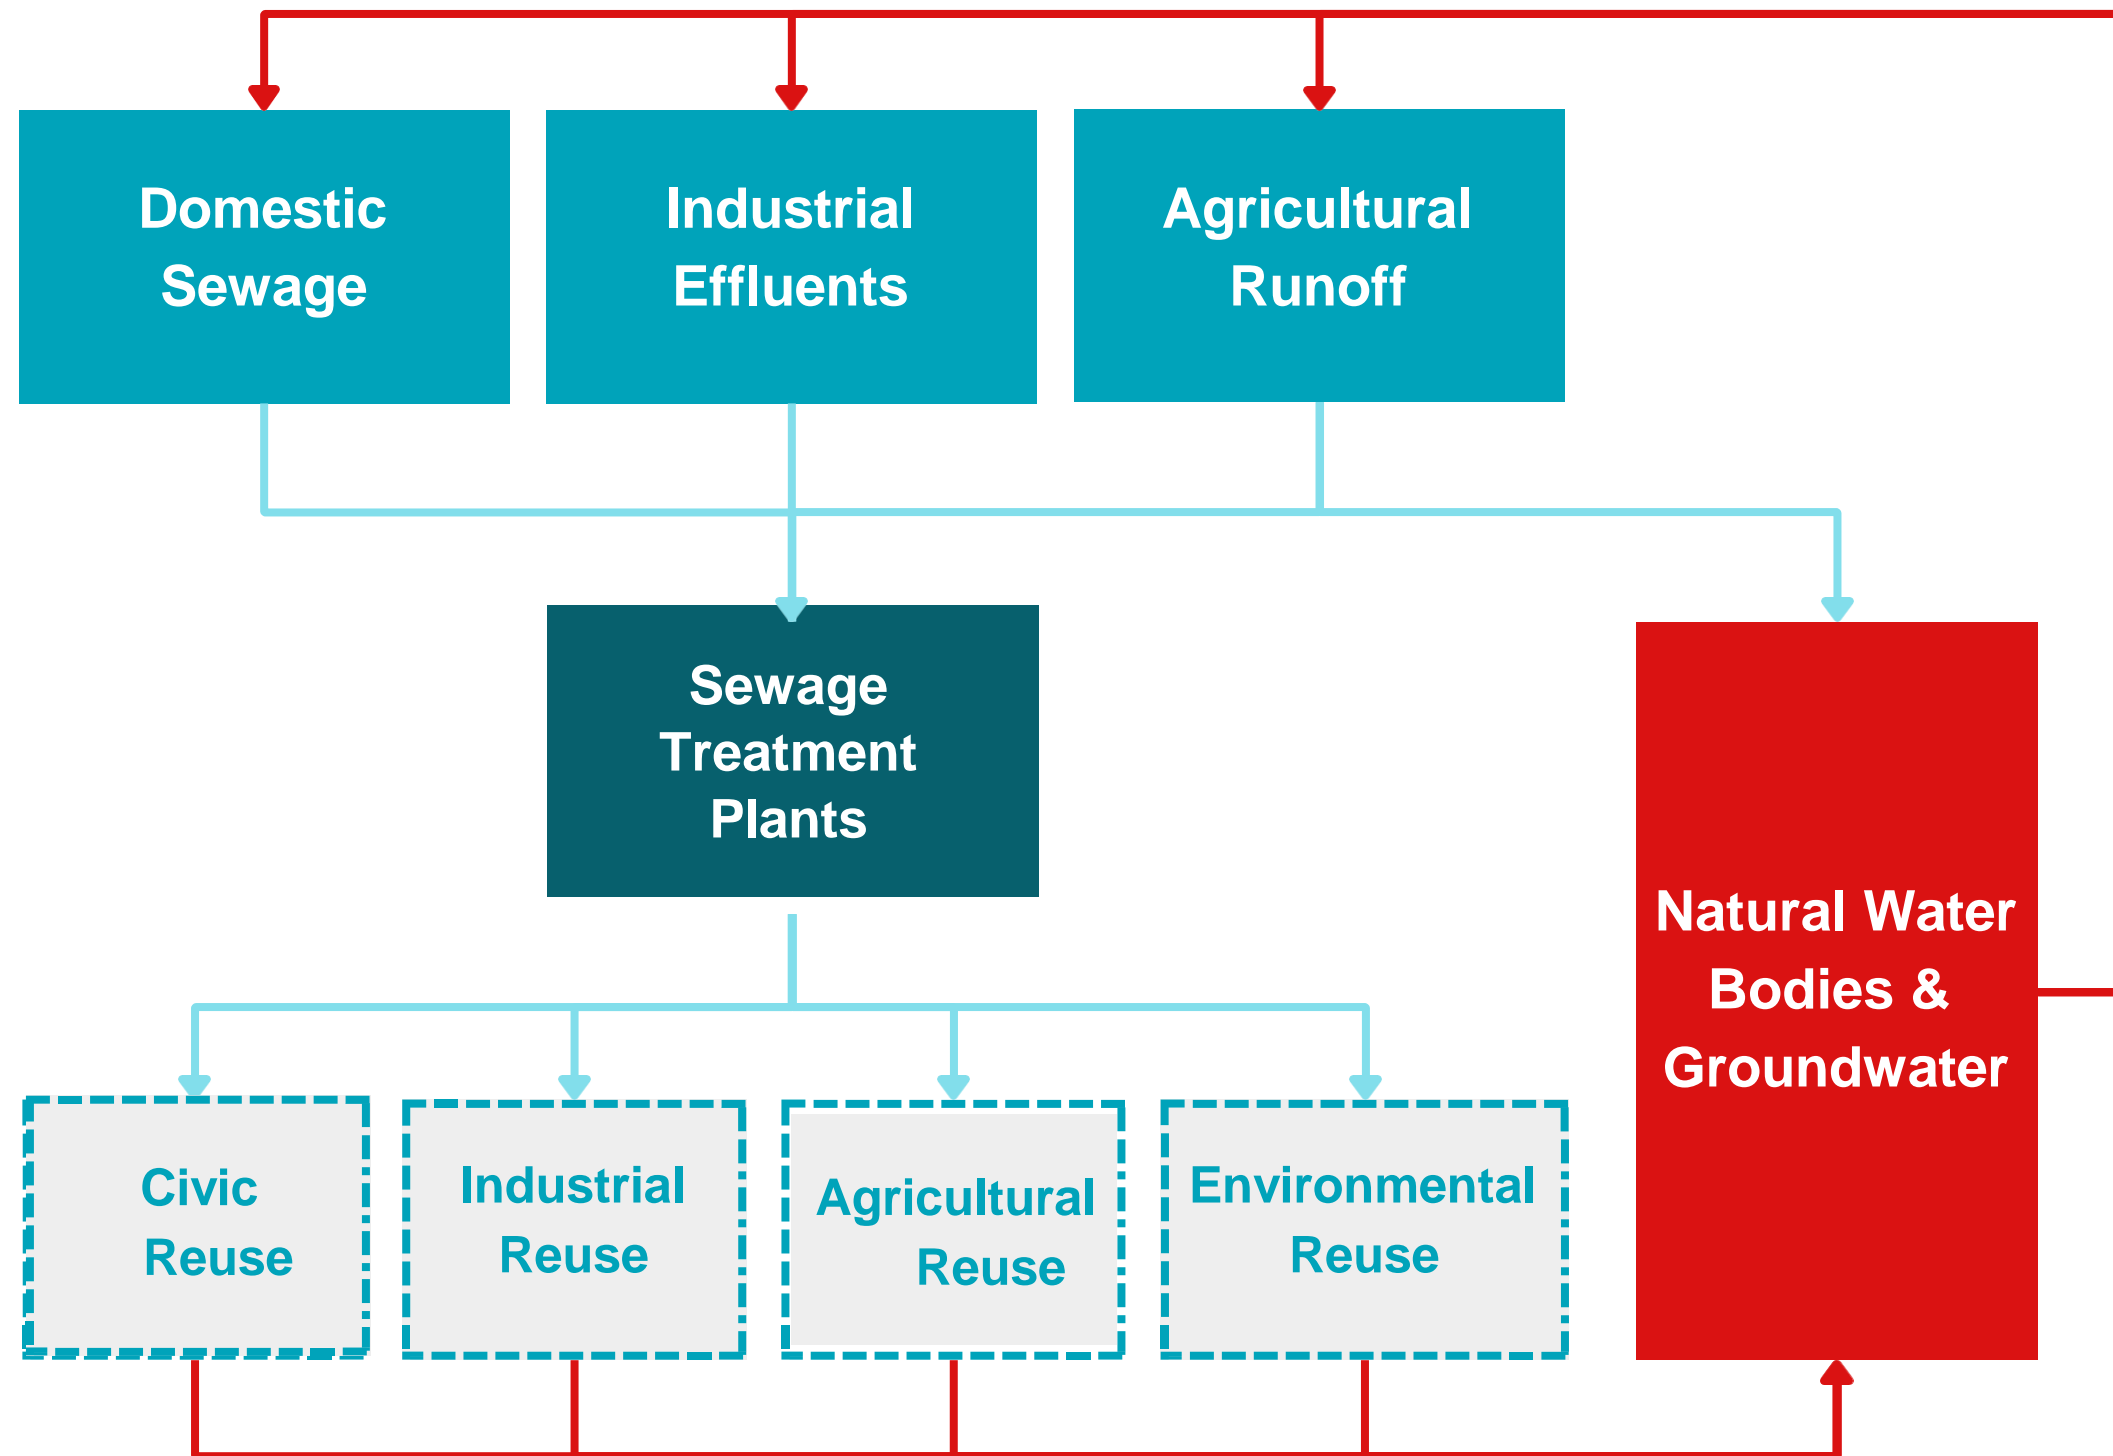 Domestic
Sewage
Industrial
Effluents
Agricultural
Runoff
Sewage
Treatment
Plants
Natural Water
Bodies &
Groundwater
Civic
Reuse
Industrial
Reuse
Agricultural
Reuse
Environmental
Reuse